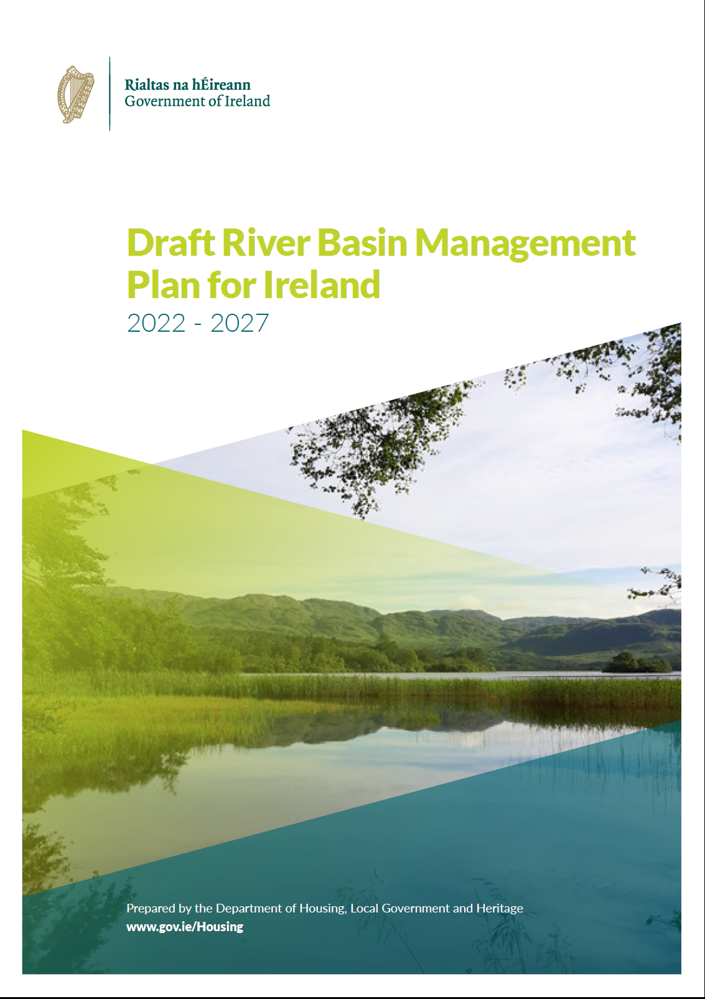 Rialtas na hÉireann
Government of Ireland
Draft River Basin Management
Plan for Ireland
2022 - 2027
Prepared by the Department of Housing, Local Government and Heritage
www.gov.ie/Housing